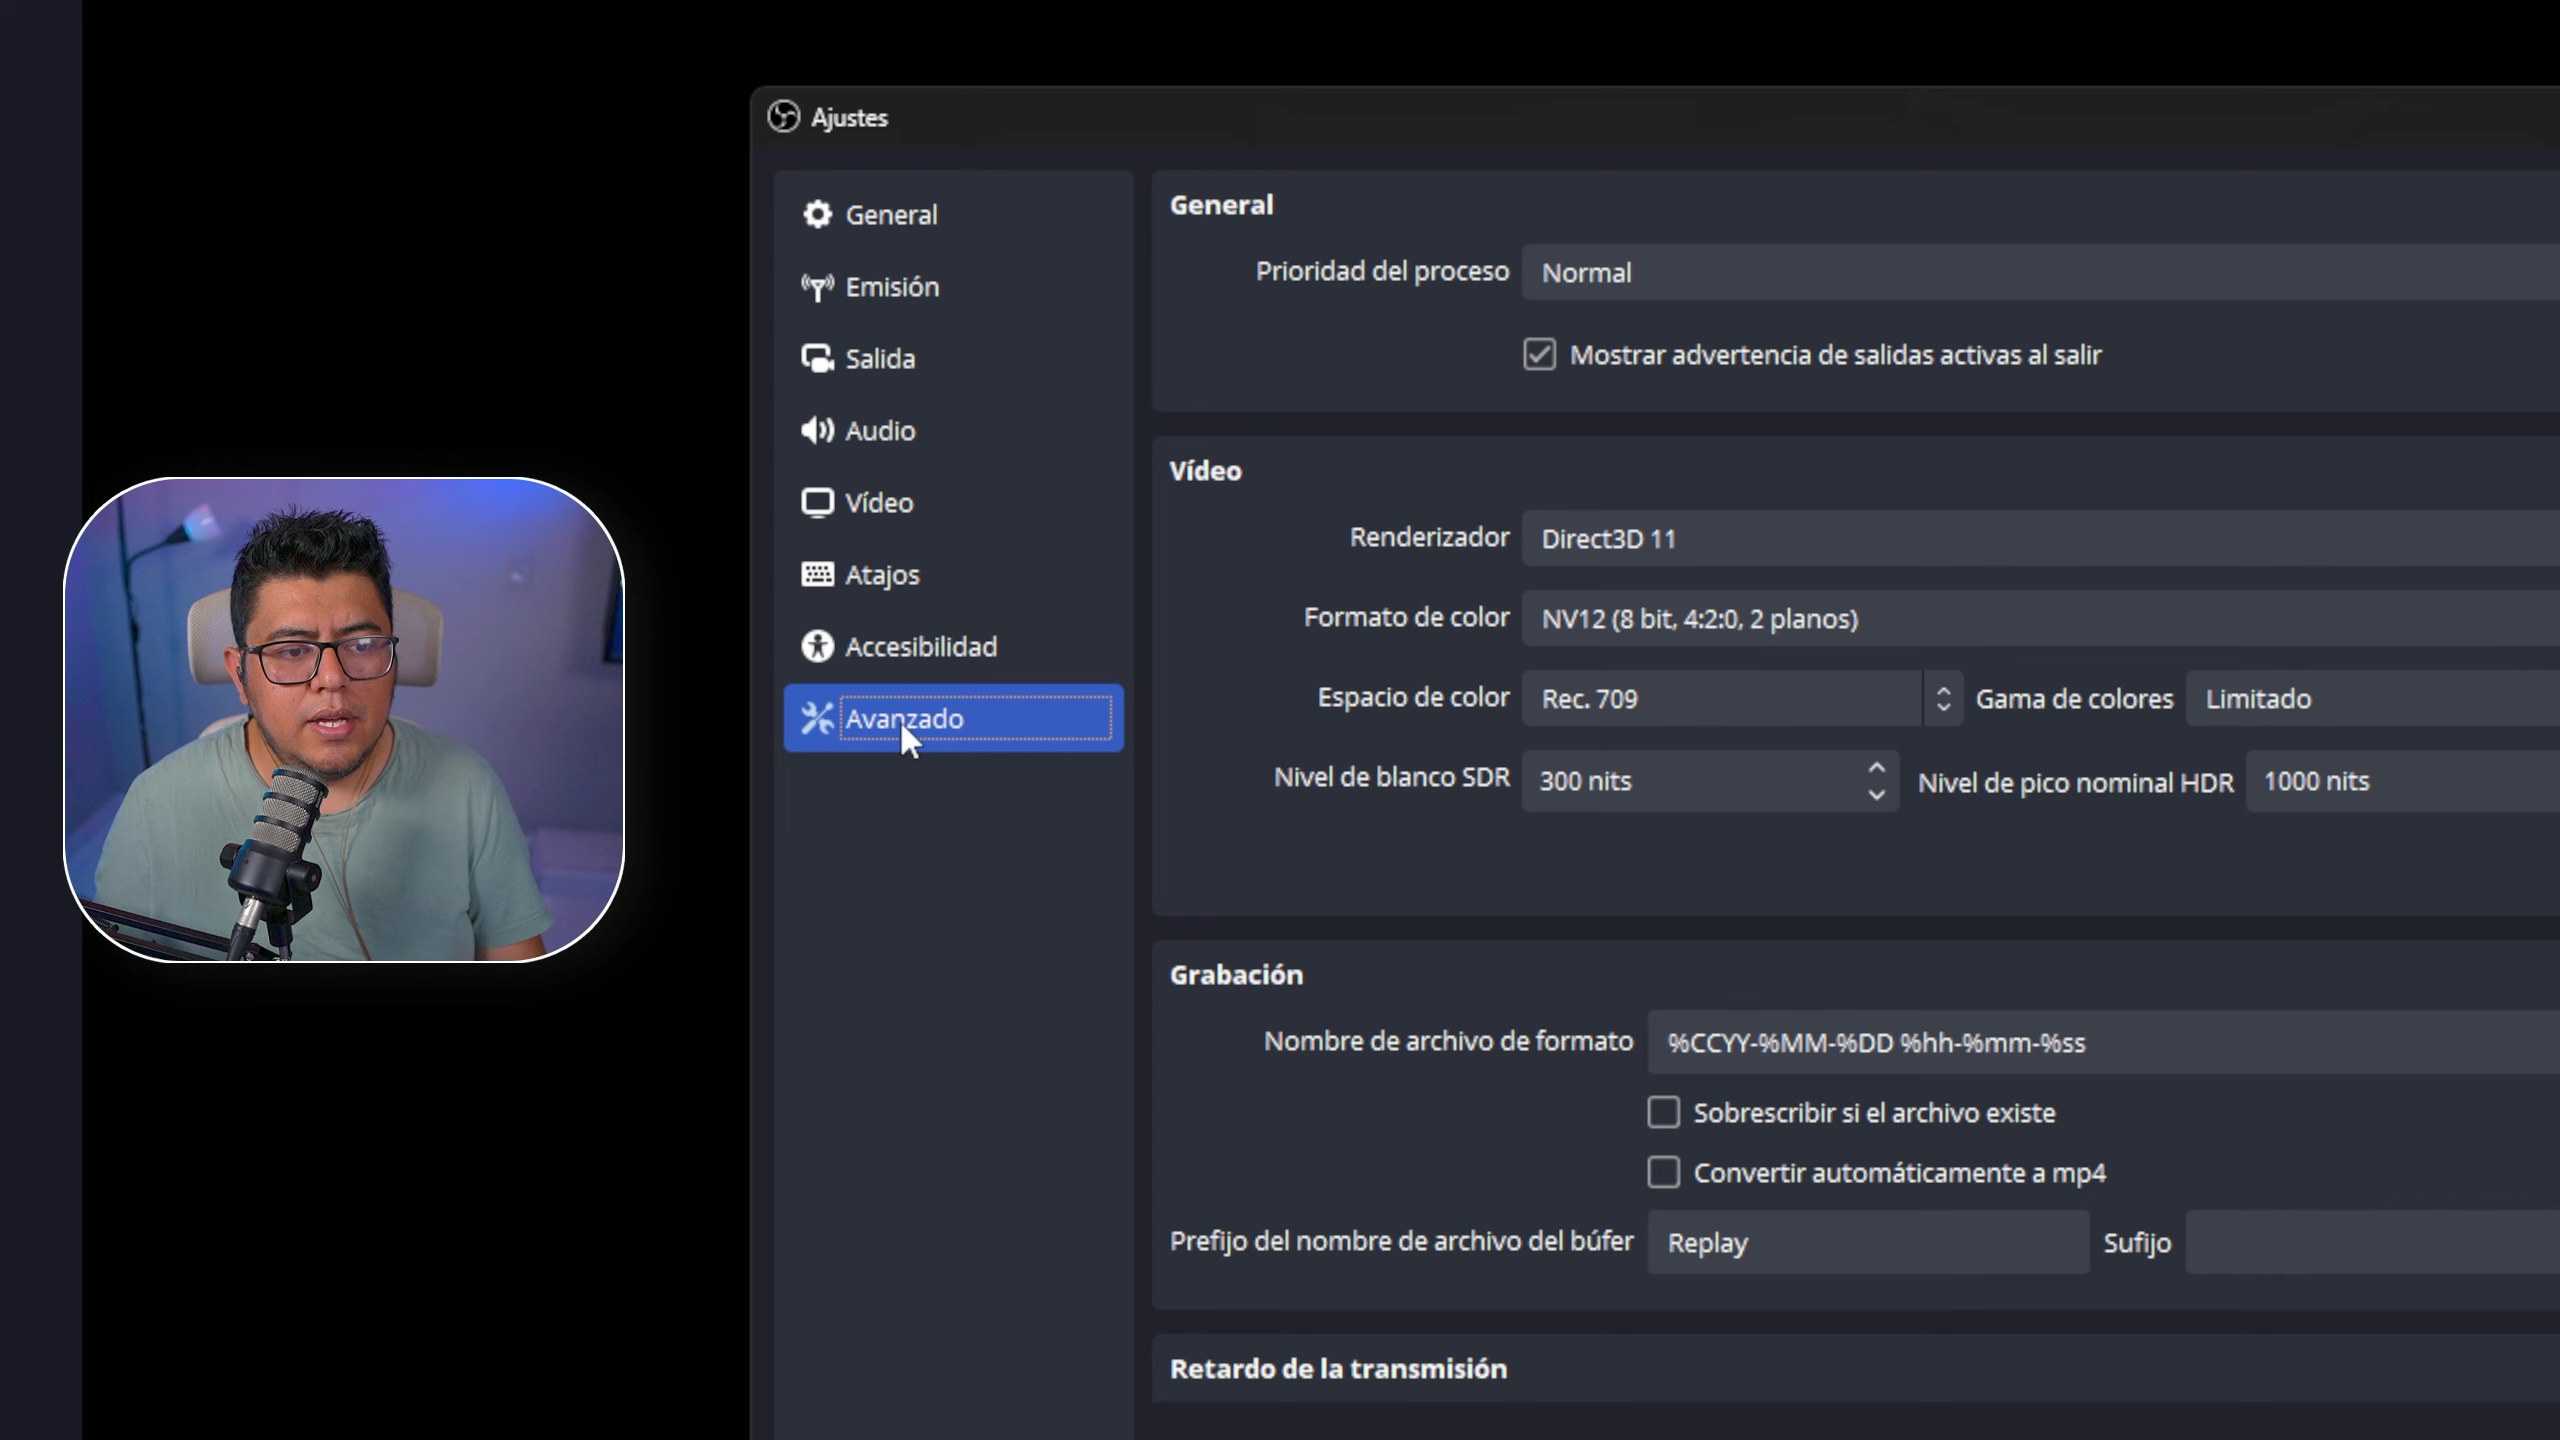 Ajustes
General
Emisión
Salida
Audio
Vídeo
Atajos
Accesibilidad
Avanzado
General
Prioridad del proceso Normal
Mostrar advertencia de salidas activas al salir
Vídeo
Renderizador Direct3D 11
Formato de color NV12 (8 bit, 4:2:0, 2 planos)
Espacio de color Rec. 709 Gama de colores Limitado
Nivel de blanco SDR 300 nits Nivel de pico nominal HDR 1000 nits
Grabación
Nombre de archivo de formato %CCYY-%MM-%DD %hh-%mm-%ss
Sobrescribir si el archivo existe
Convertir automáticamente a mp4
Prefijo del nombre de archivo del búfer Replay Sufijo
Retardo de la transmisión